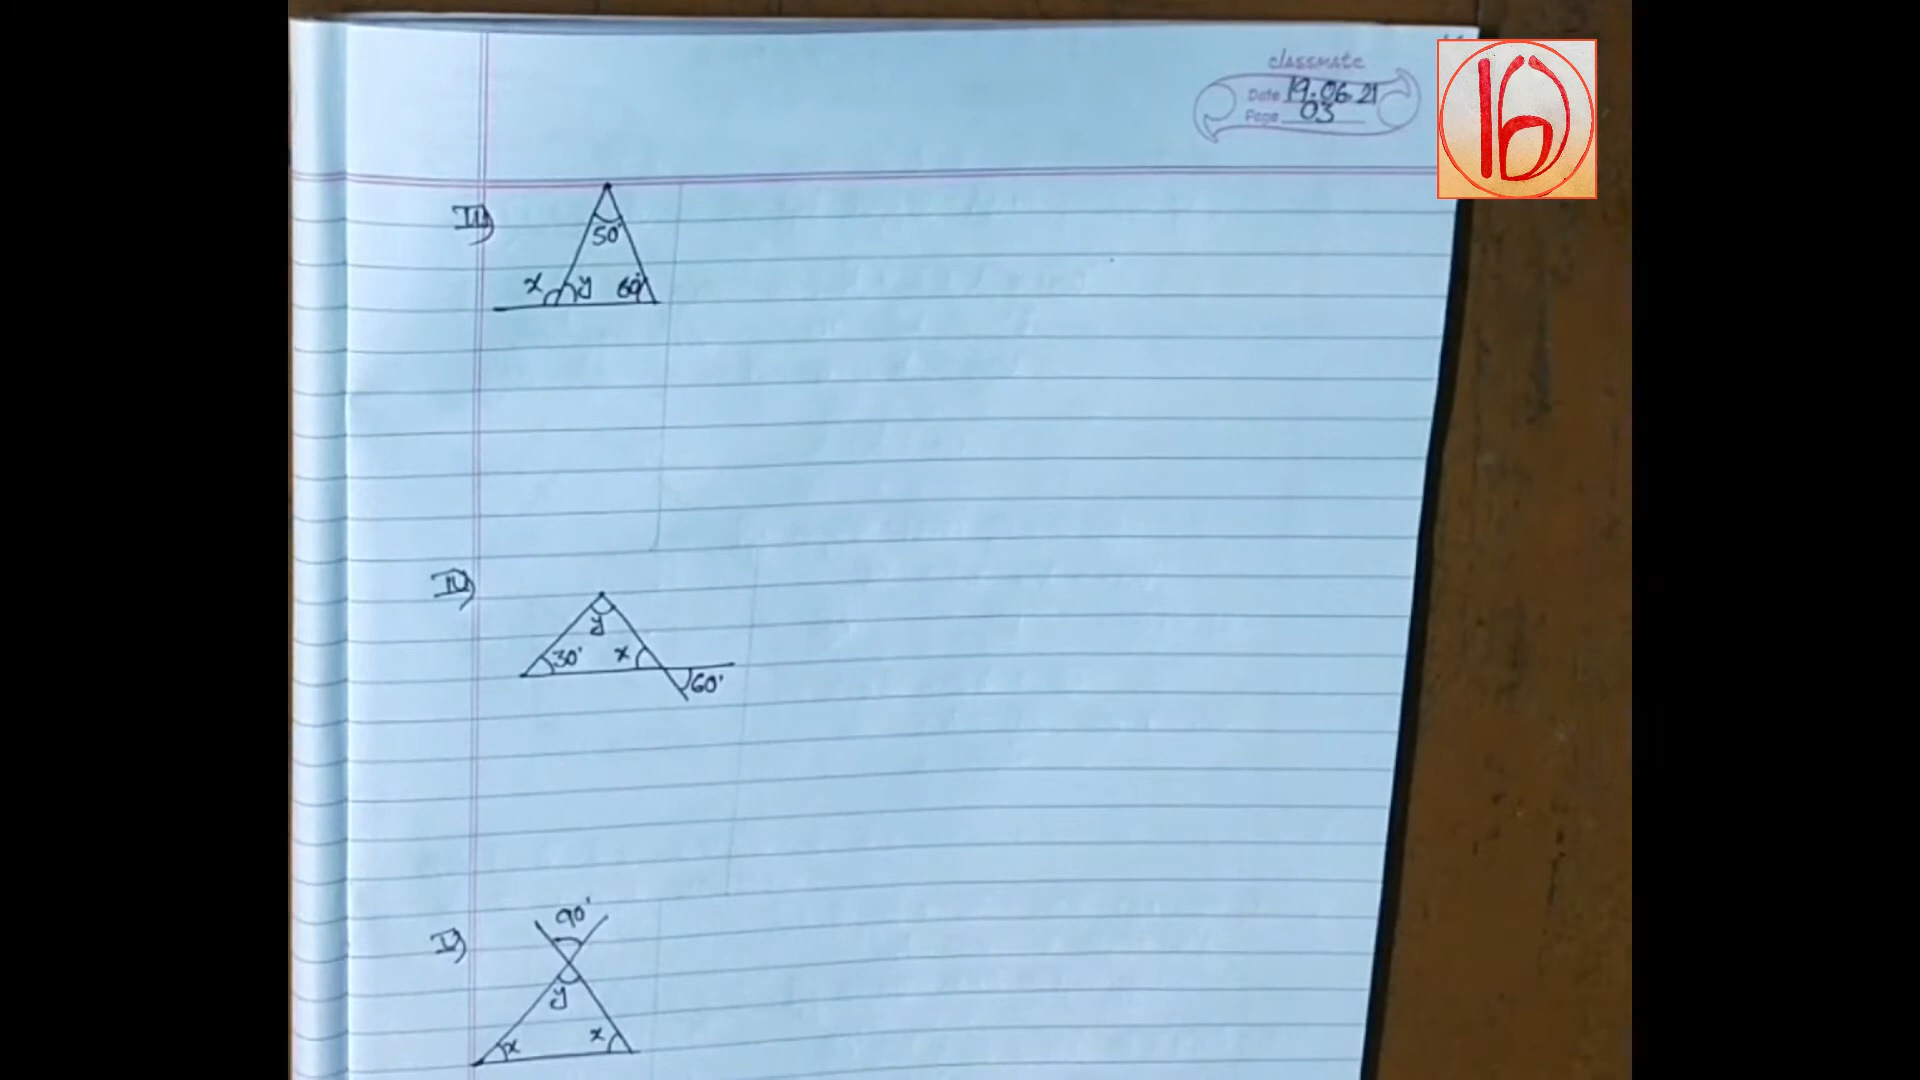 classmate
Date 19.06.21
Page 03
III)
50°
x y 60°
IV)
y
30° x
60°
90°
V)
y
x x